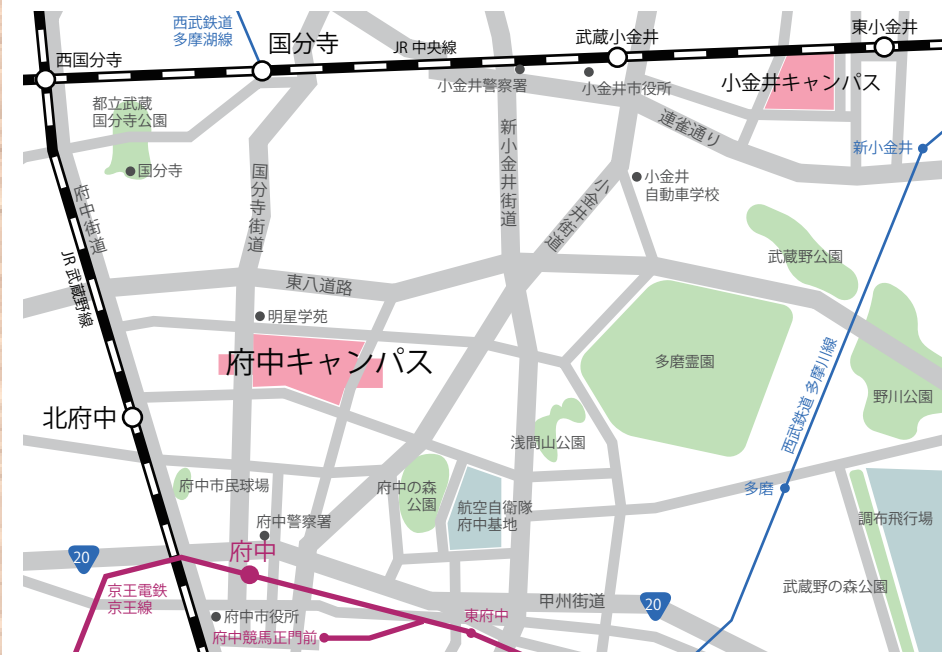 西武鉄道
多摩湖線
国分寺
西国分寺
JR 中央線
武蔵小金井
東小金井
小金井警察署
小金井市役所
小金井キャンパス
都立武蔵
国分寺公園
国分寺
連雀通り
新小金井
新小金井街道
国分寺街道
小金井街道
小金井
自動車学校
府中街道
JR 武蔵野線
東八道路
武蔵野公園
明星学苑
府中キャンパス
多磨霊園
西武鉄道 多摩川線
野川公園
北府中
浅間山公園
府中市民球場
府中の森
公園
航空自衛隊
府中基地
多磨
調布飛行場
府中警察署
府中
20
京王電鉄
京王線
武蔵野の森公園
甲州街道
20
府中市役所
東府中
府中競馬正門前